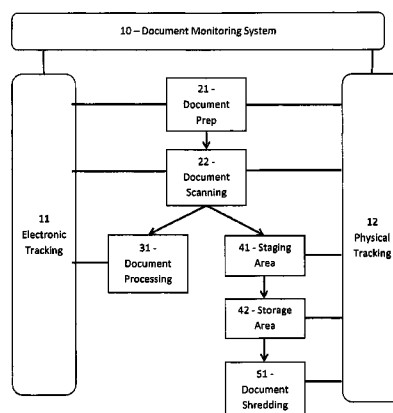 10 – Document Monitoring System
21 -
Document
Prep
22 -
Document
Scanning
11
Electronic
Tracking
12
Physical
Tracking
31 -
Document
Processing
41 - Staging
Area
42 - Storage
Area
51 -
Document
Shredding